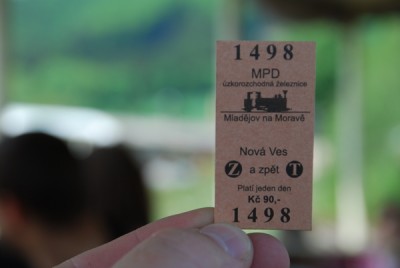 1498
MPD
úzkorozchodná železnice
Mladějov na Moravě
Nová Ves
Z a zpět T
Platí jeden den
Kč 90,-
1498